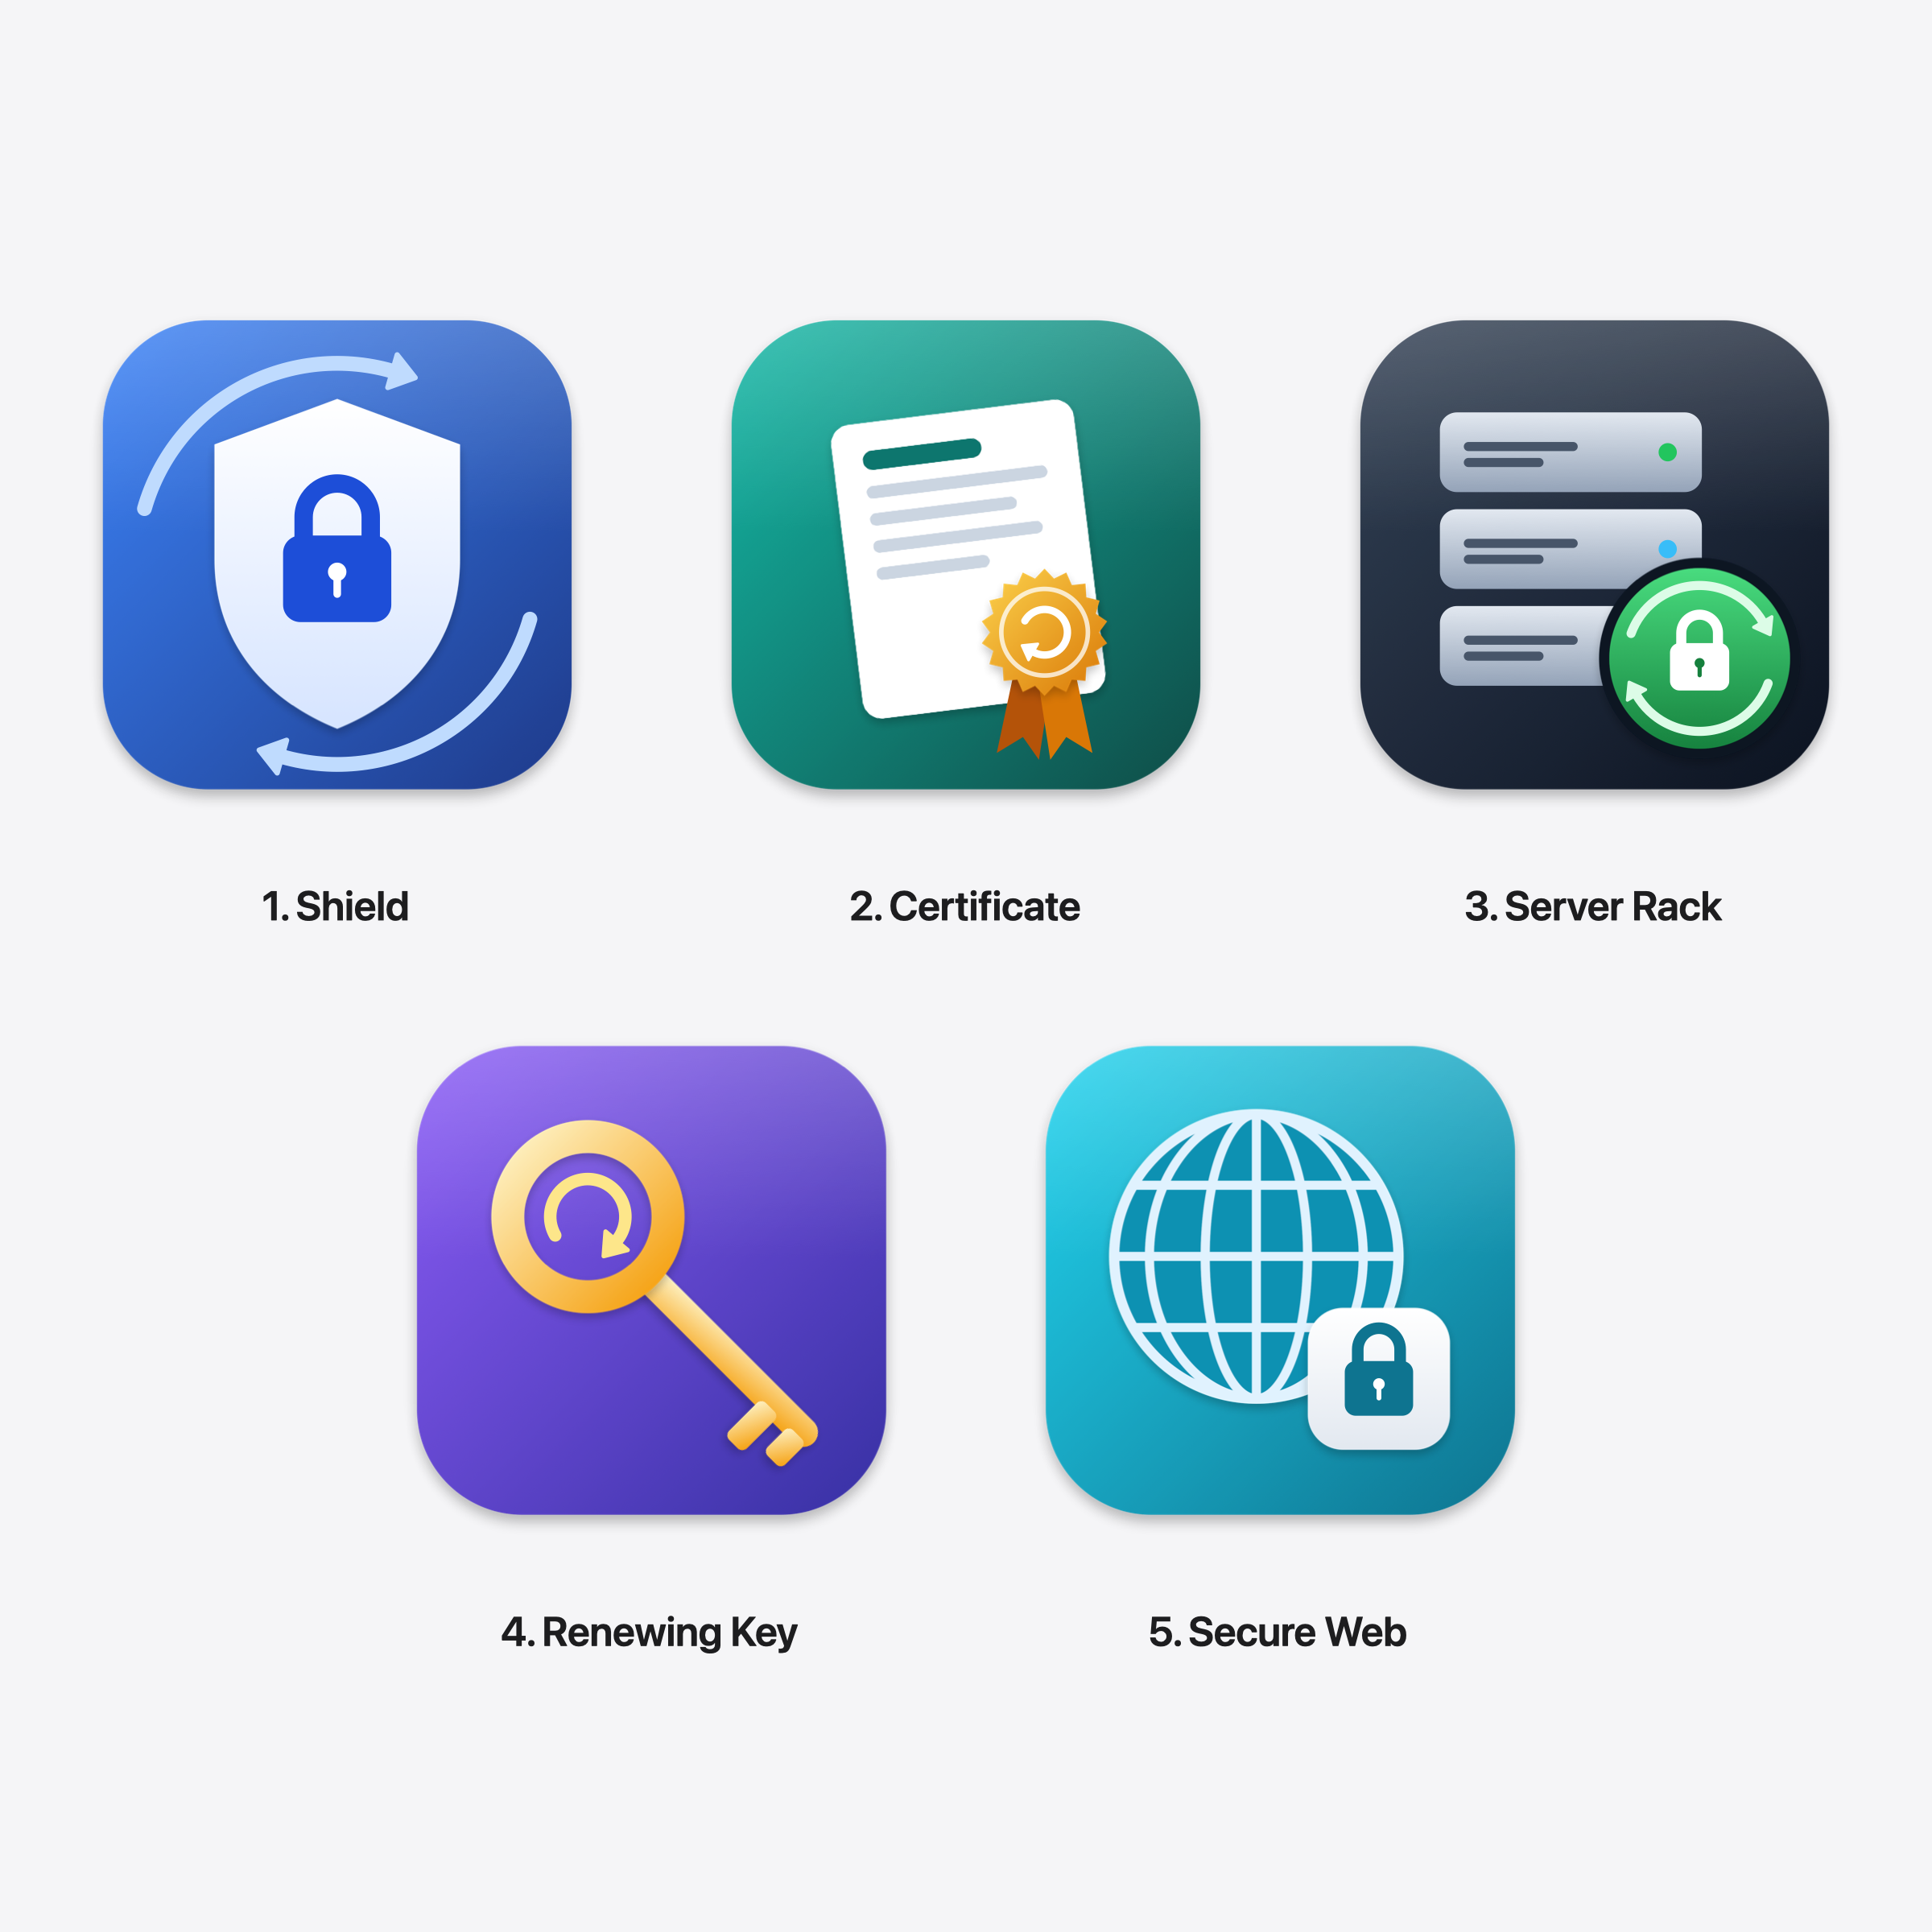 1. Shield
2. Certificate
3. Server Rack
4. Renewing Key
5. Secure Web